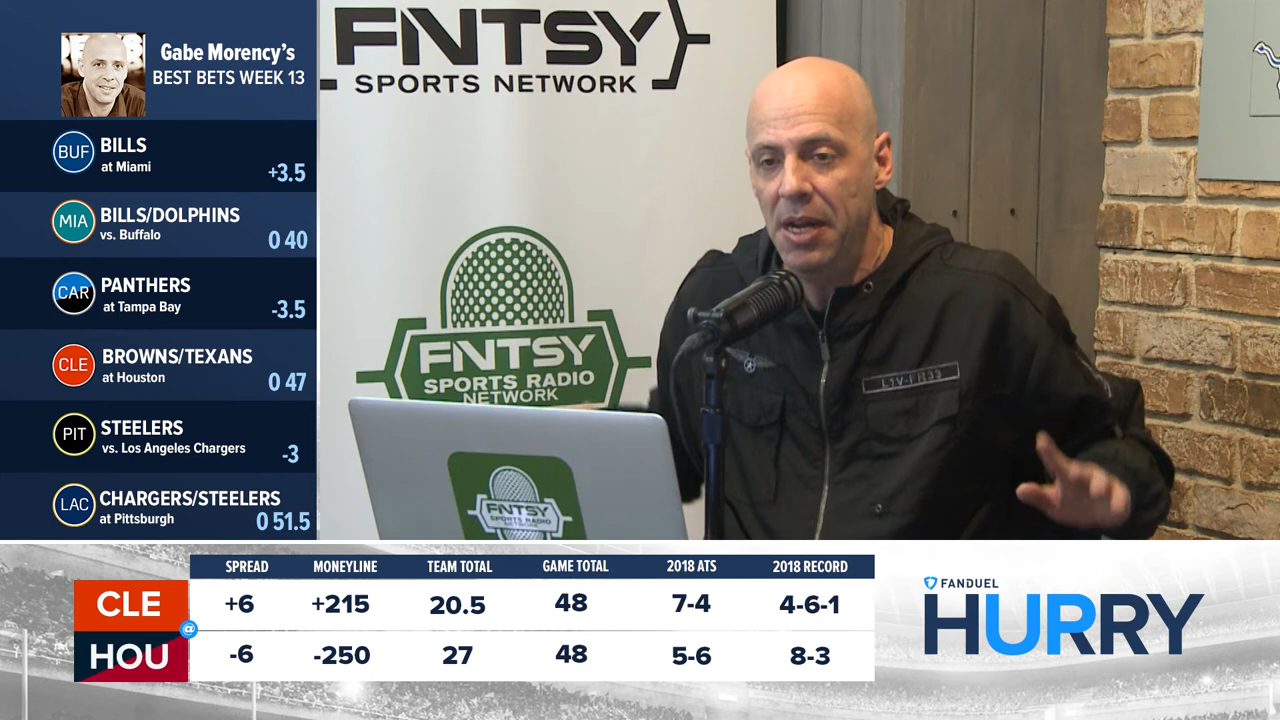 Gabe Morency's
BEST BETS WEEK 13
BUF
BILLS
at Miami
+3.5
MIA
BILLS/DOLPHINS
vs. Buffalo
O 40
CAR
PANTHERS
at Tampa Bay
-3.5
CLE
BROWNS/TEXANS
at Houston
O 47
PIT
STEELERS
vs. Los Angeles Chargers
-3
LAC
CHARGERS/STEELERS
at Pittsburgh
O 51.5
FNTSY
SPORTS NETWORK
FNTSY
SPORTS RADIO
NETWORK
FNTSY
SPORTS RADIO
NETWORK
L1V-FR33
SPREAD MONEYLINE TEAM TOTAL GAME TOTAL 2018 ATS 2018 RECORD
CLE +6 +215 20.5 48 7-4 4-6-1
@
HOU -6 -250 27 48 5-6 8-3
FANDUEL
HURRY